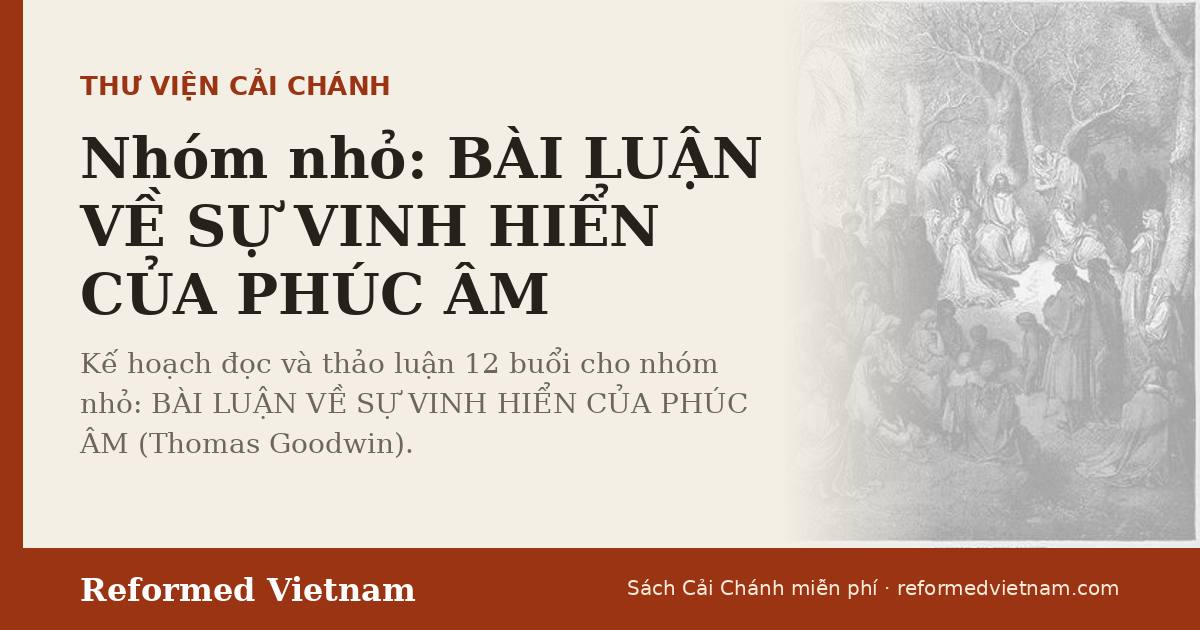 THƯ VIỆN CẢI CHÁNH
Nhóm nhỏ: BÀI LUẬN
VỀ SỰ VINH HIỂN
CỦA PHÚC ÂM
Kế hoạch đọc và thảo luận 12 buổi cho nhóm
nhỏ: BÀI LUẬN VỀ SỰ VINH HIỂN CỦA PHÚC
ÂM (Thomas Goodwin).
Reformed Vietnam
Sách Cải Chánh miễn phí · reformedvietnam.com